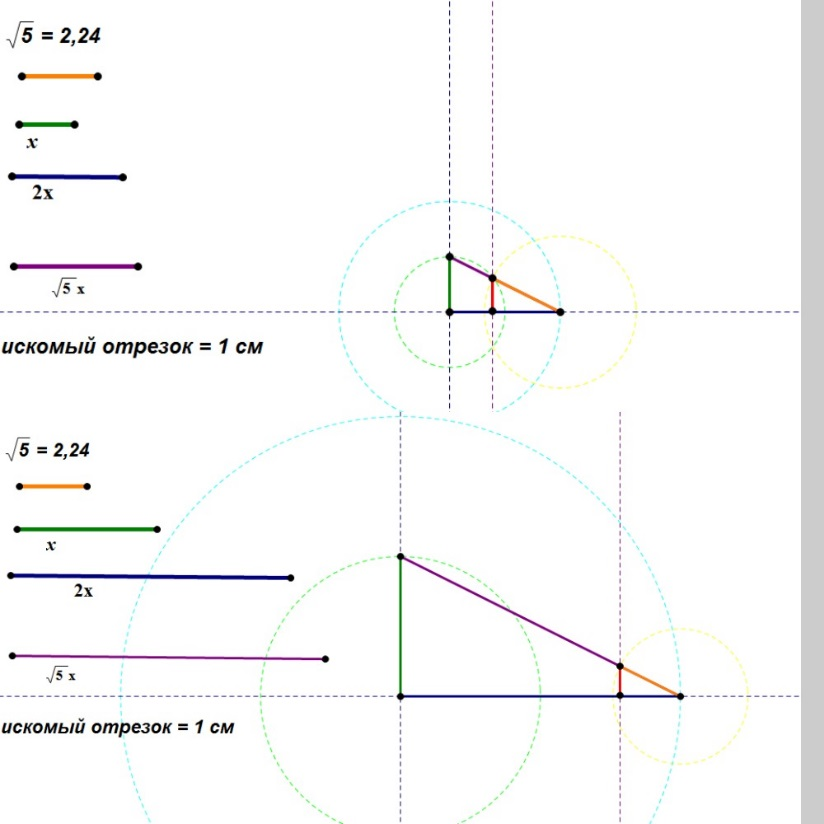 √5 = 2,24
x
2x
√5 x
искомый отрезок = 1 см
√5 = 2,24
x
2x
√5 x
искомый отрезок = 1 см